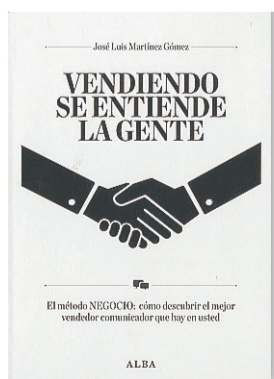 José Luis Martínez Gómez
VENDIENDO
SE ENTIENDE
LA GENTE
El método NEGOCIO: cómo descubrir el mejor
vendedor comunicador que hay en usted
ALBA